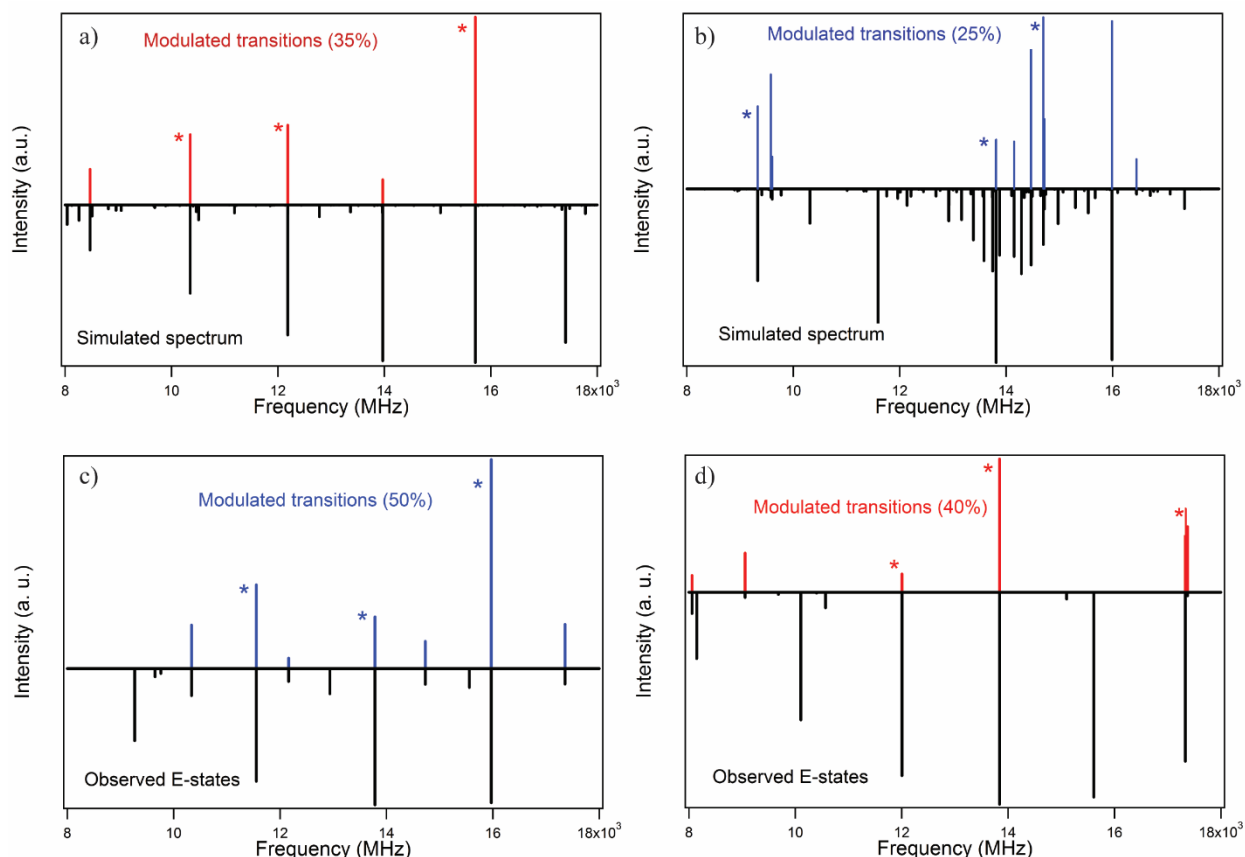 a)
Modulated transitions (35%)
*
*
*
Intensity (a.u.)
Simulated spectrum
8 10 12 14 16 18x10³
Frequency (MHz)
b)
Modulated transitions (25%)
*
*
*
Intensity (a.u.)
Simulated spectrum
8 10 12 14 16 18x10³
Frequency (MHz)
c)
Modulated transitions (50%)
*
*
*
Intensity (a. u.)
Observed E-states
8 10 12 14 16 18x10³
Frequency (MHz)
d)
Modulated transitions (40%)
*
*
*
Intensity (a. u.)
Observed E-states
8 10 12 14 16 18x10³
Frequency (MHz)